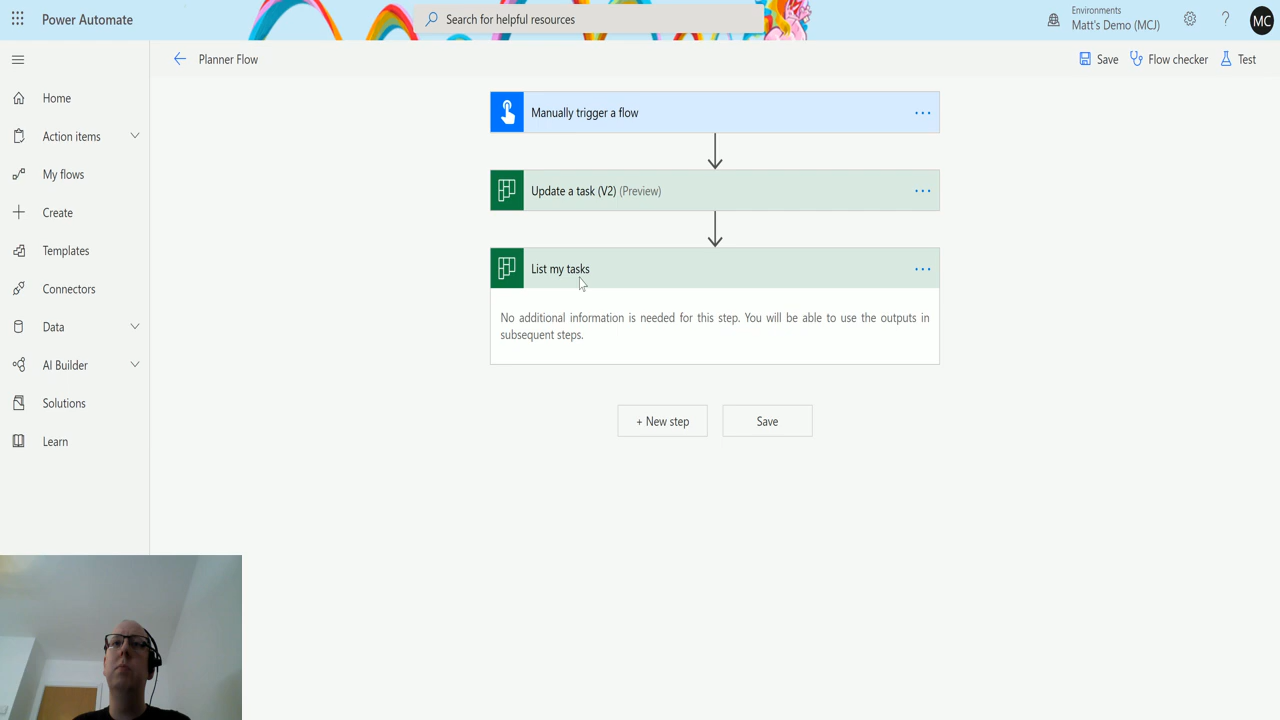 Power Automate
Search for helpful resources
Environments
Matt's Demo (MCJ)
MC
Planner Flow
Save
Flow checker
Test
Home
Action items
My flows
Create
Templates
Connectors
Data
AI Builder
Solutions
Learn
Manually trigger a flow
Update a task (V2) (Preview)
List my tasks
No additional information is needed for this step. You will be able to use the outputs in
subsequent steps.
+ New step
Save